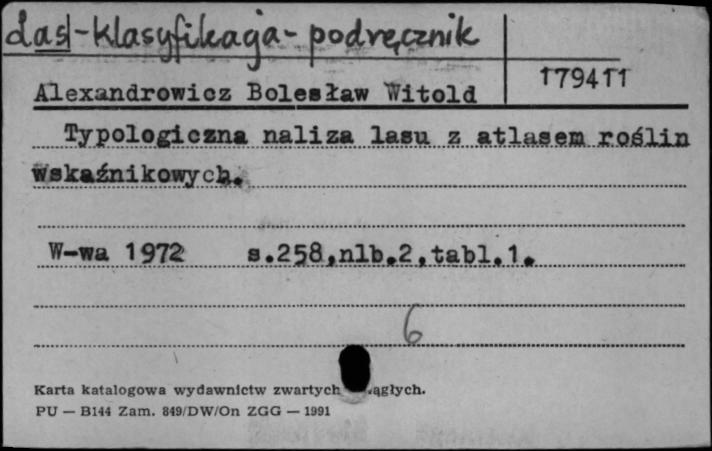 Las-klasyfikacja-podręcznik
179411
Alexandrowicz Bolesław Witold
Typologiczna naliza lasu z atlasem roślin
wskaźnikowych.
W-wa 1972 s.258,nlb.2,tabl.1.
6
Karta katalogowa wydawnictw zwartych
PU — B144 Zam. 849/DW/On ZGG — 1991